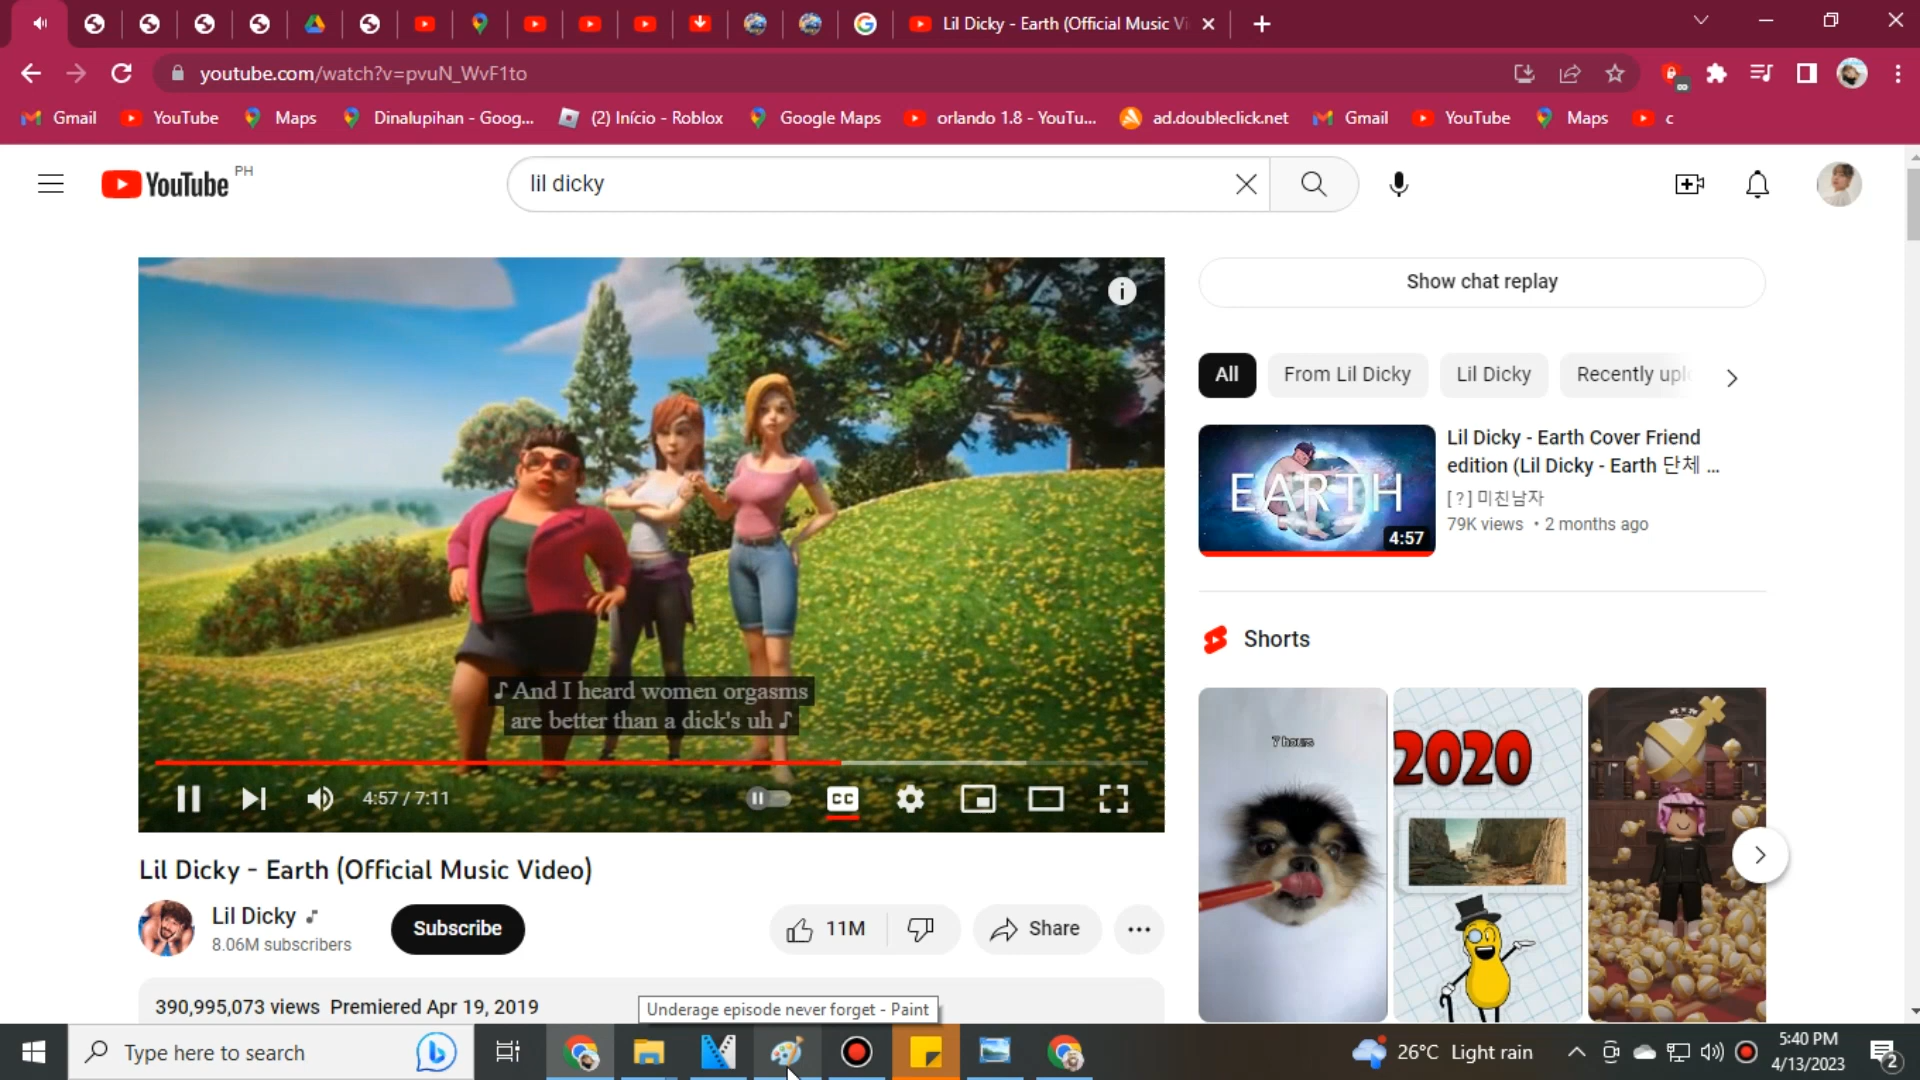 Lil Dicky - Earth (Official Music Vi
youtube.com/watch?v=pvuN_WvF1to
Gmail
YouTube
Maps
Dinalupihan - Goog...
(2) Início - Roblox
Google Maps
orlando 1.8 - YouTu...
ad.doubleclick.net
Gmail
YouTube
Maps
c
YouTube PH
lil dicky
Show chat replay
All
From Lil Dicky
Lil Dicky
Recently uplo
EARTH
4:57
Lil Dicky - Earth Cover Friend
edition (Lil Dicky - Earth 단체 ...
[?]미친남자
79K views • 2 months ago
♪ And I heard women orgasms
are better than a dick's uh ♪
4:57 / 7:11
CC
Shorts
7 hours
2020
Lil Dicky - Earth (Official Music Video)
Lil Dicky ♪
8.06M subscribers
Subscribe
11M
Share
390,995,073 views Premiered Apr 19, 2019
Underage episode never forget - Paint
Type here to search
26°C Light rain
5:40 PM
4/13/2023
2